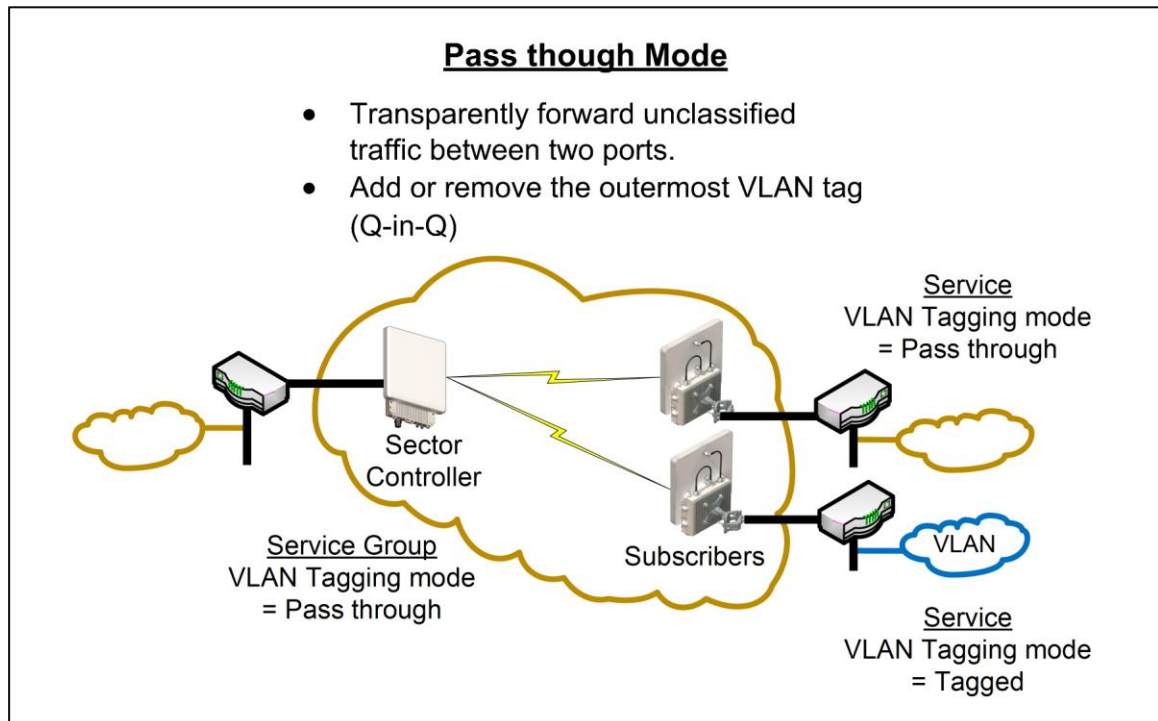 Pass though Mode
• Transparently forward unclassified
traffic between two ports.
• Add or remove the outermost VLAN tag
(Q-in-Q)
Service
VLAN Tagging mode
= Pass through
Sector
Controller
Subscribers
VLAN
Service Group
VLAN Tagging mode
= Pass through
Service
VLAN Tagging mode
= Tagged